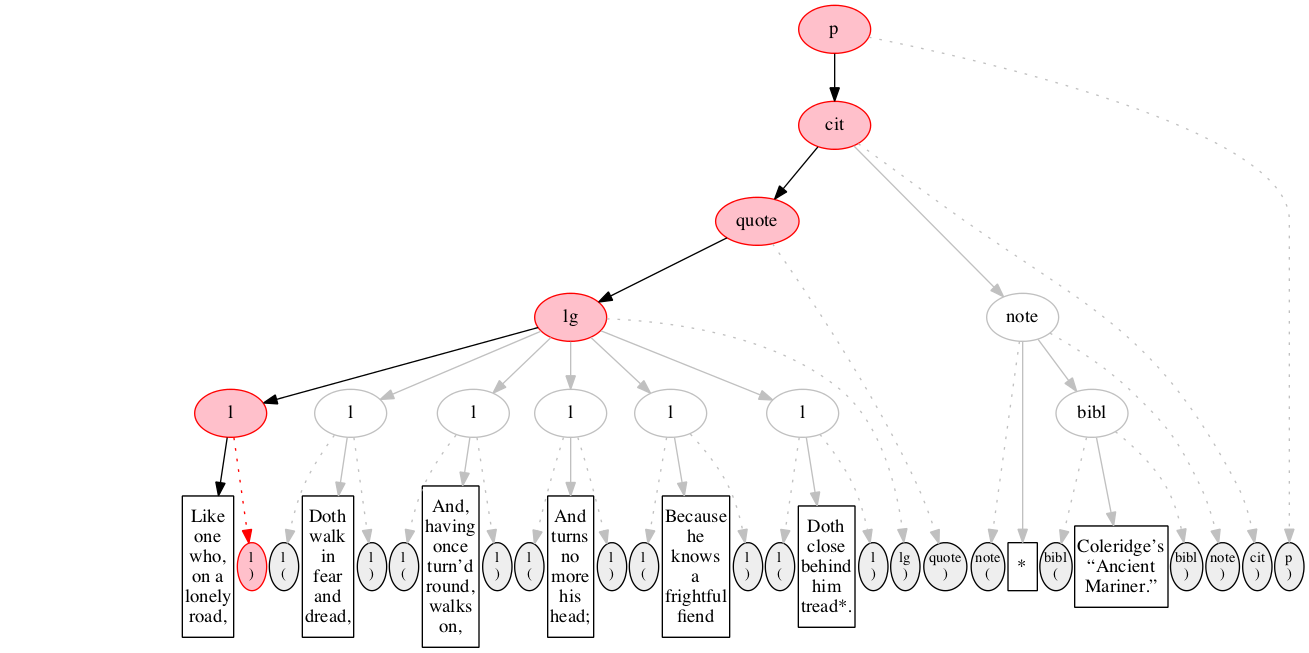 p
cit
quote
lg
note
l
l
l
l
l
l
bibl
Like
one
who,
on a
lonely
road,
l
)
l
(
Doth
walk
in
fear
and
dread,
l
)
l
(
And,
having
once
turn’d
round,
walks
on,
l
)
l
(
And
turns
no
more
his
head;
l
)
l
(
Because
he
knows
a
frightful
fiend
l
)
l
(
Doth
close
behind
him
tread*.
l
)
lg
)
quote
)
note
(
*
bibl
(
Coleridge’s
“Ancient
Mariner.”
bibl
)
note
)
cit
)
p
)